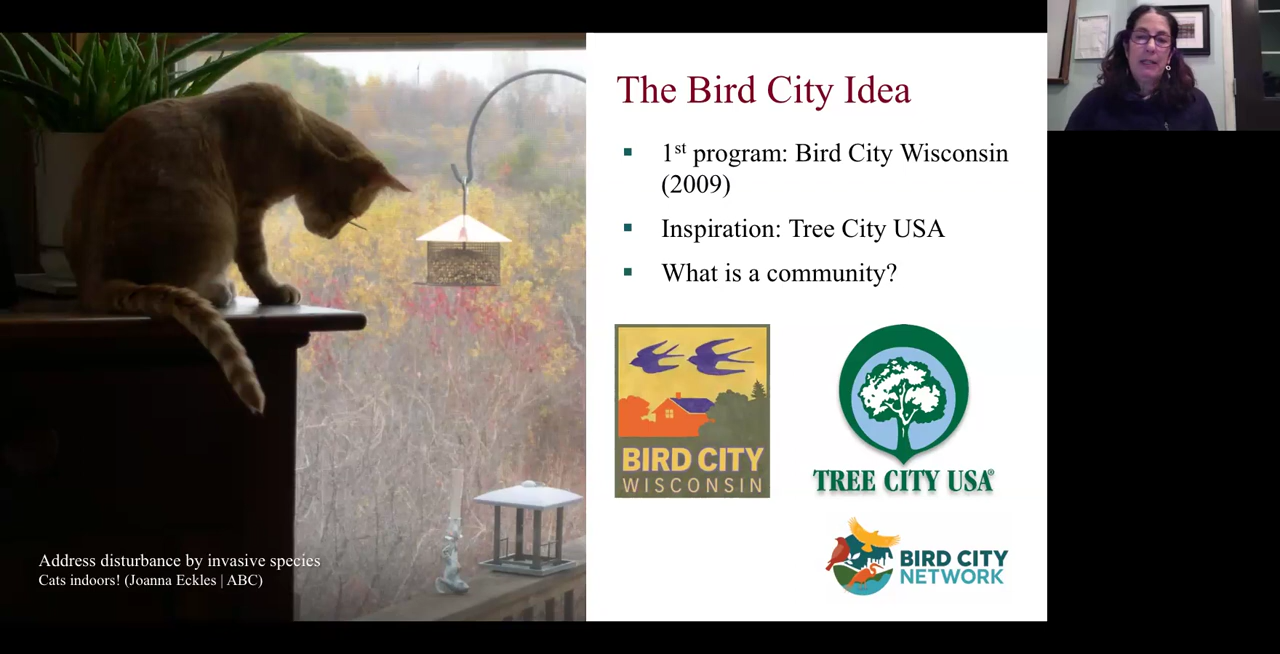 The Bird City Idea
1st program: Bird City Wisconsin
(2009)
Inspiration: Tree City USA
What is a community?
BIRD CITY
WISCONSIN
TREE CITY USA®
BIRD CITY
NETWORK
Address disturbance by invasive species
Cats indoors! (Joanna Eckles | ABC)